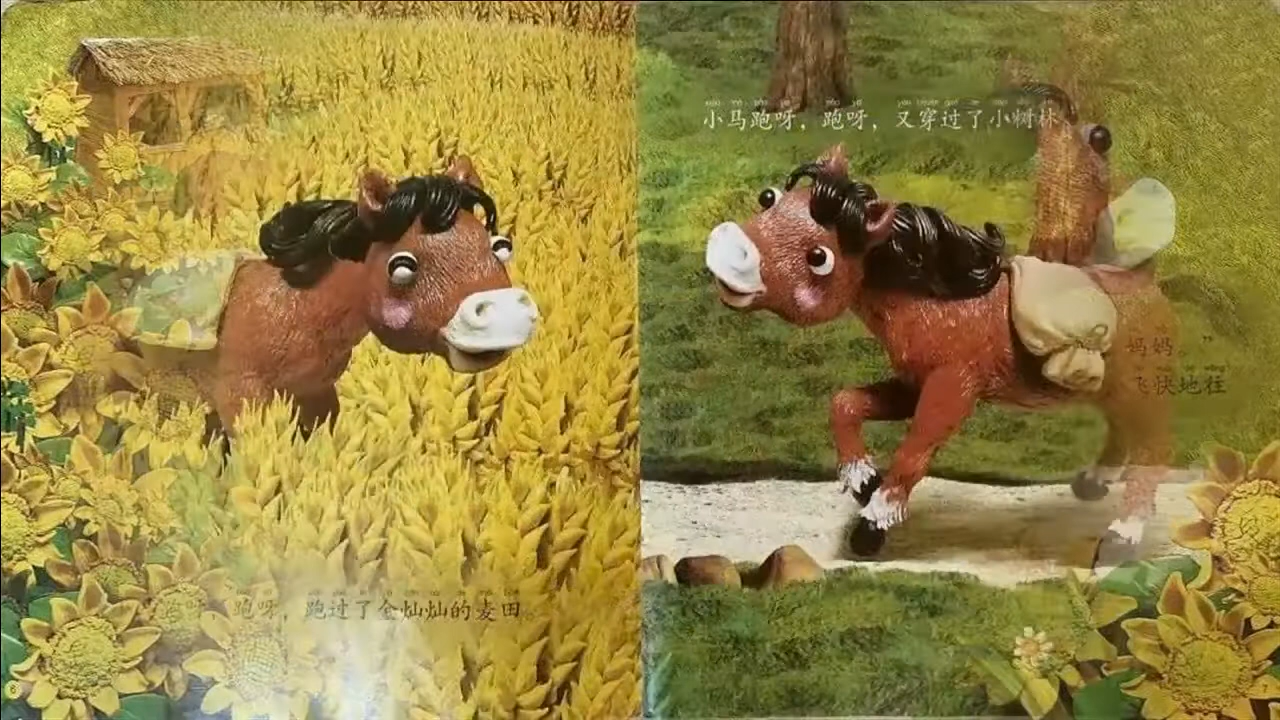 跑呀，跑过了金灿灿的麦田
小马跑呀，跑呀，又穿过了小树林
妈妈。”
飞快地往